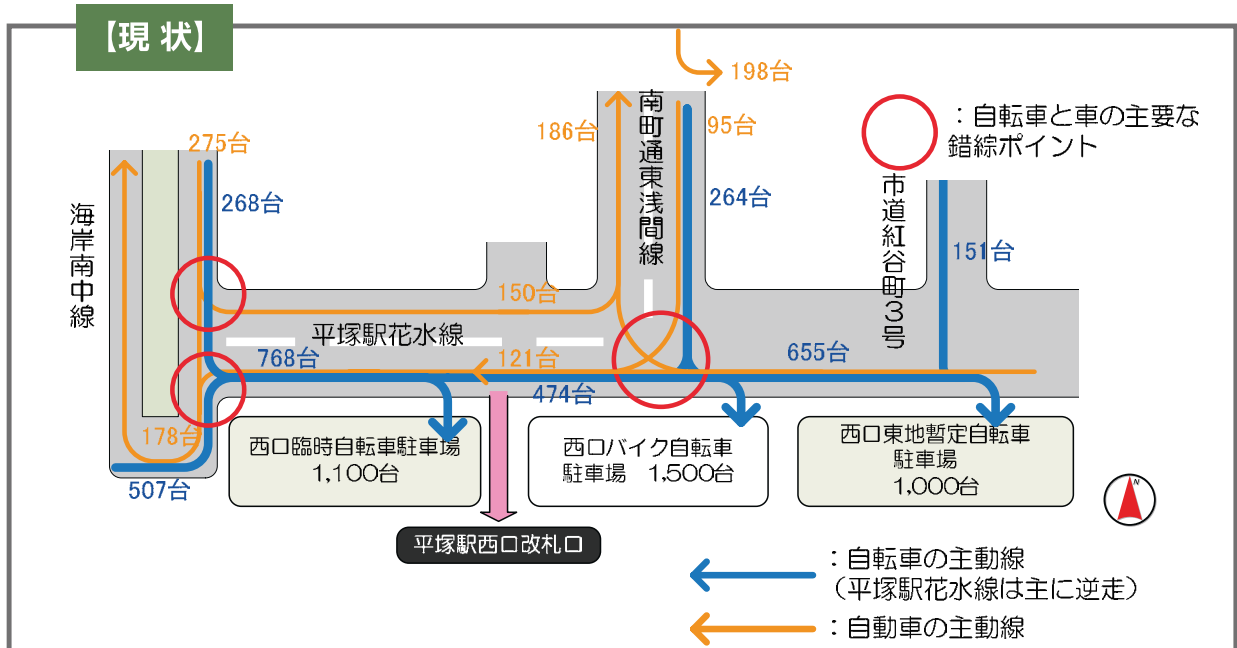 【現 状】
198台
：自転車と車の主要な
錯綜ポイント
275台
268台
海岸南中線
186台
南町通東浅間線
95台
264台
市道紅谷町３号
151台
150台
平塚駅花水線
768台
121台
474台
655台
178台
507台
西口臨時自転車駐車場
1,100台
西口バイク自転車
駐車場　1,500台
西口東地暫定自転車
駐車場
1,000台
N
平塚駅西口改札口
：自転車の主動線
（平塚駅花水線は主に逆走）
：自動車の主動線